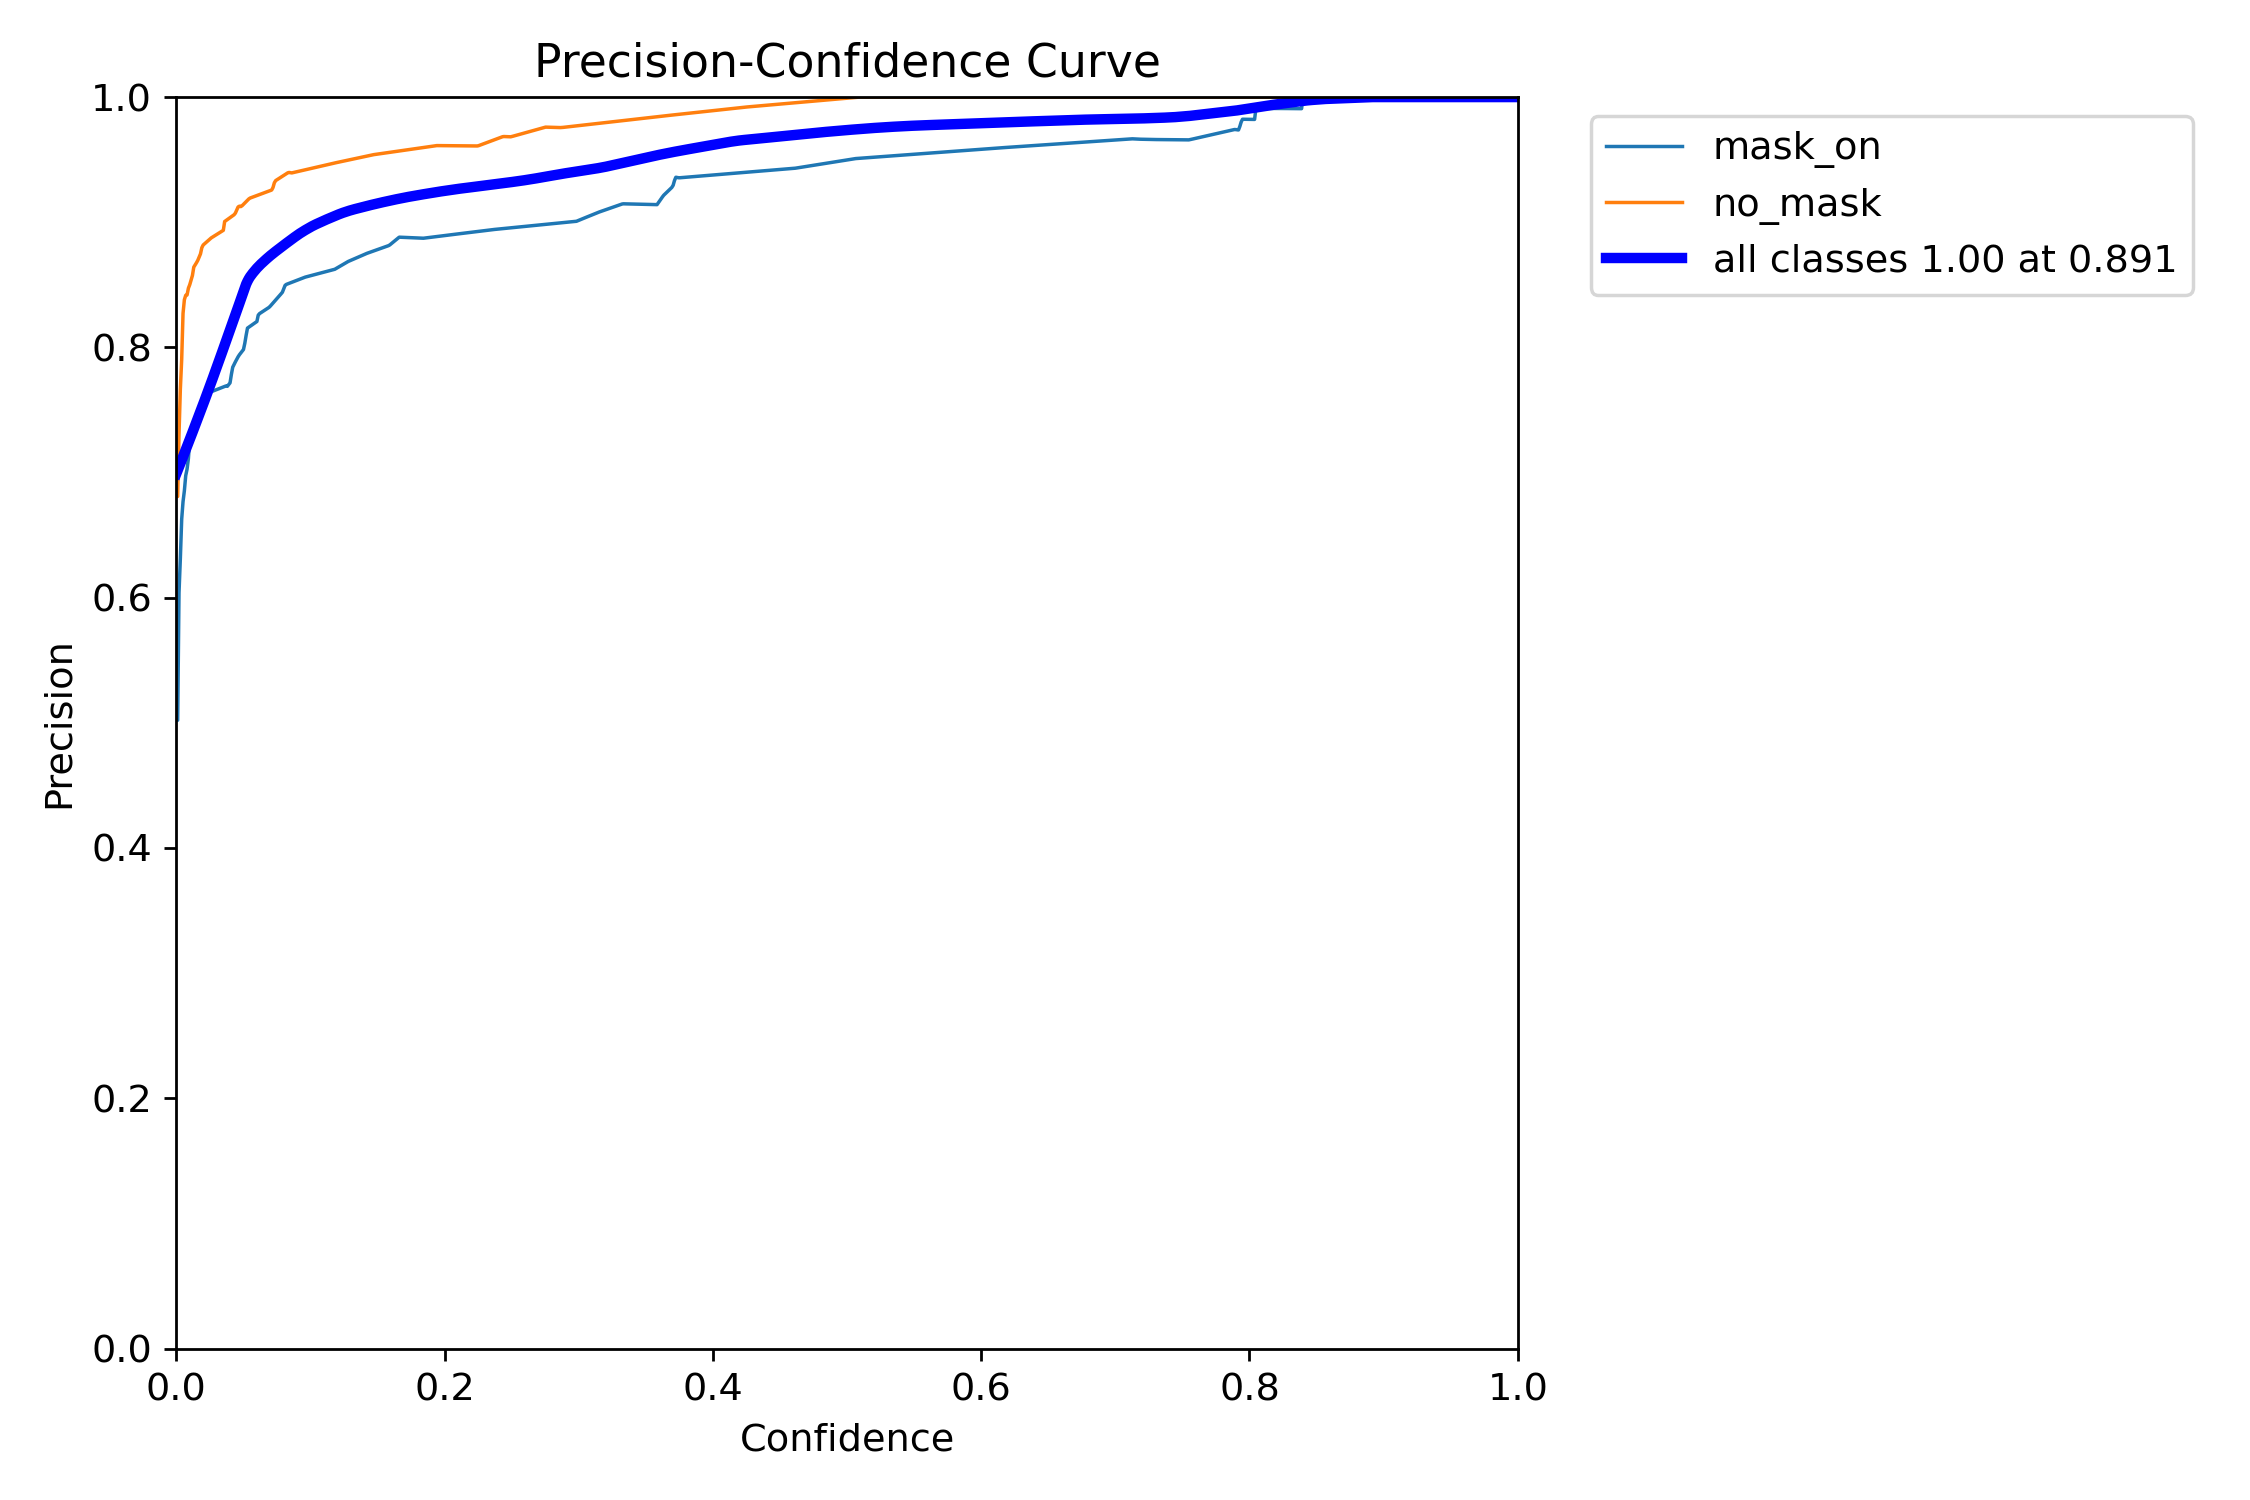 Precision-Confidence Curve
1.0
0.8
0.6
0.4
0.2
0.0
Precision
0.0 0.2 0.4 0.6 0.8 1.0
Confidence
mask_on
no_mask
all classes 1.00 at 0.891